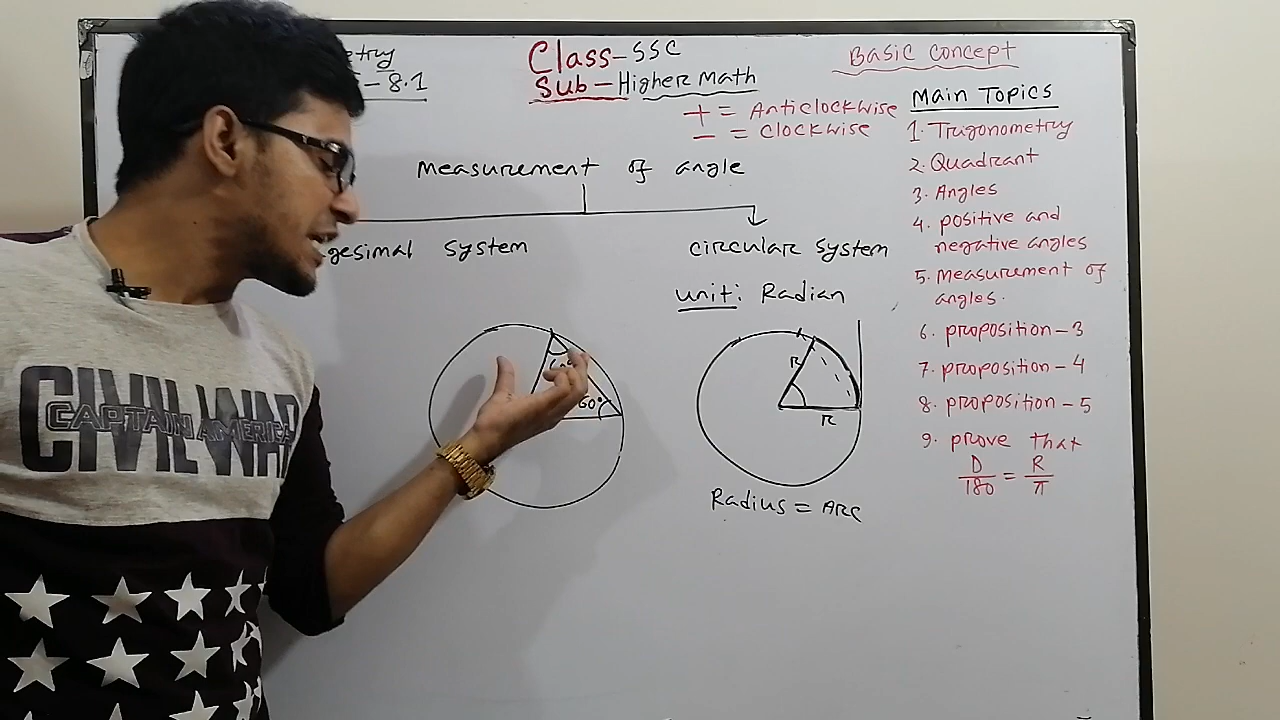 Class-SSC
Sub-Higher Math
- 8.1
Basic Concept
+ = Anticlockwise
- = Clockwise
Measurement of angle
gesimal system
circular system
unit: Radian
60°
R
R
Radius = Arc
Main Topics
1. Trigonometry
2. Quadrant
3. Angles
4. positive and
negative angles
5. Measurement of
angles.
6. proposition-3
7. proposition-4
8. proposition-5
9. prove that
D/180 = R/π
CIVIL WAR
CAPTAIN AMERICA